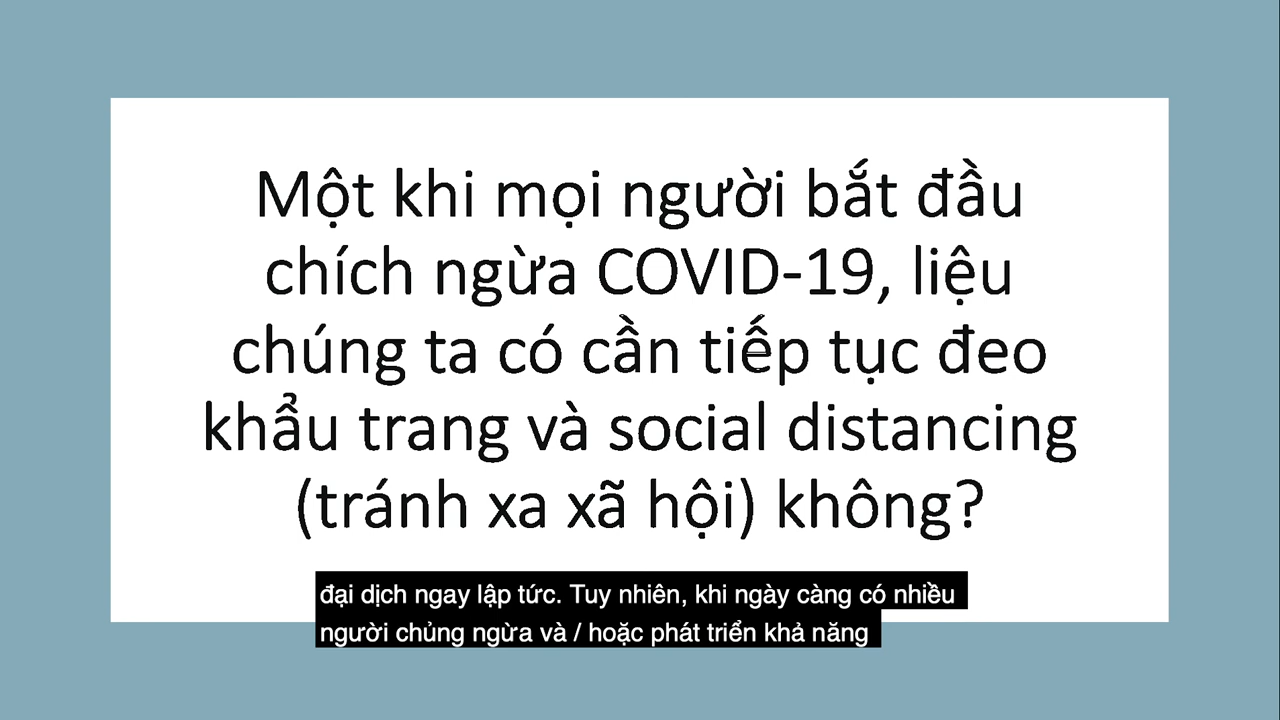 Một khi mọi người bắt đầu
chích ngừa COVID-19, liệu
chúng ta có cần tiếp tục đeo
khẩu trang và social distancing
(tránh xa xã hội) không?
đại dịch ngay lập tức. Tuy nhiên, khi ngày càng có nhiều
người chủng ngừa và / hoặc phát triển khả năng